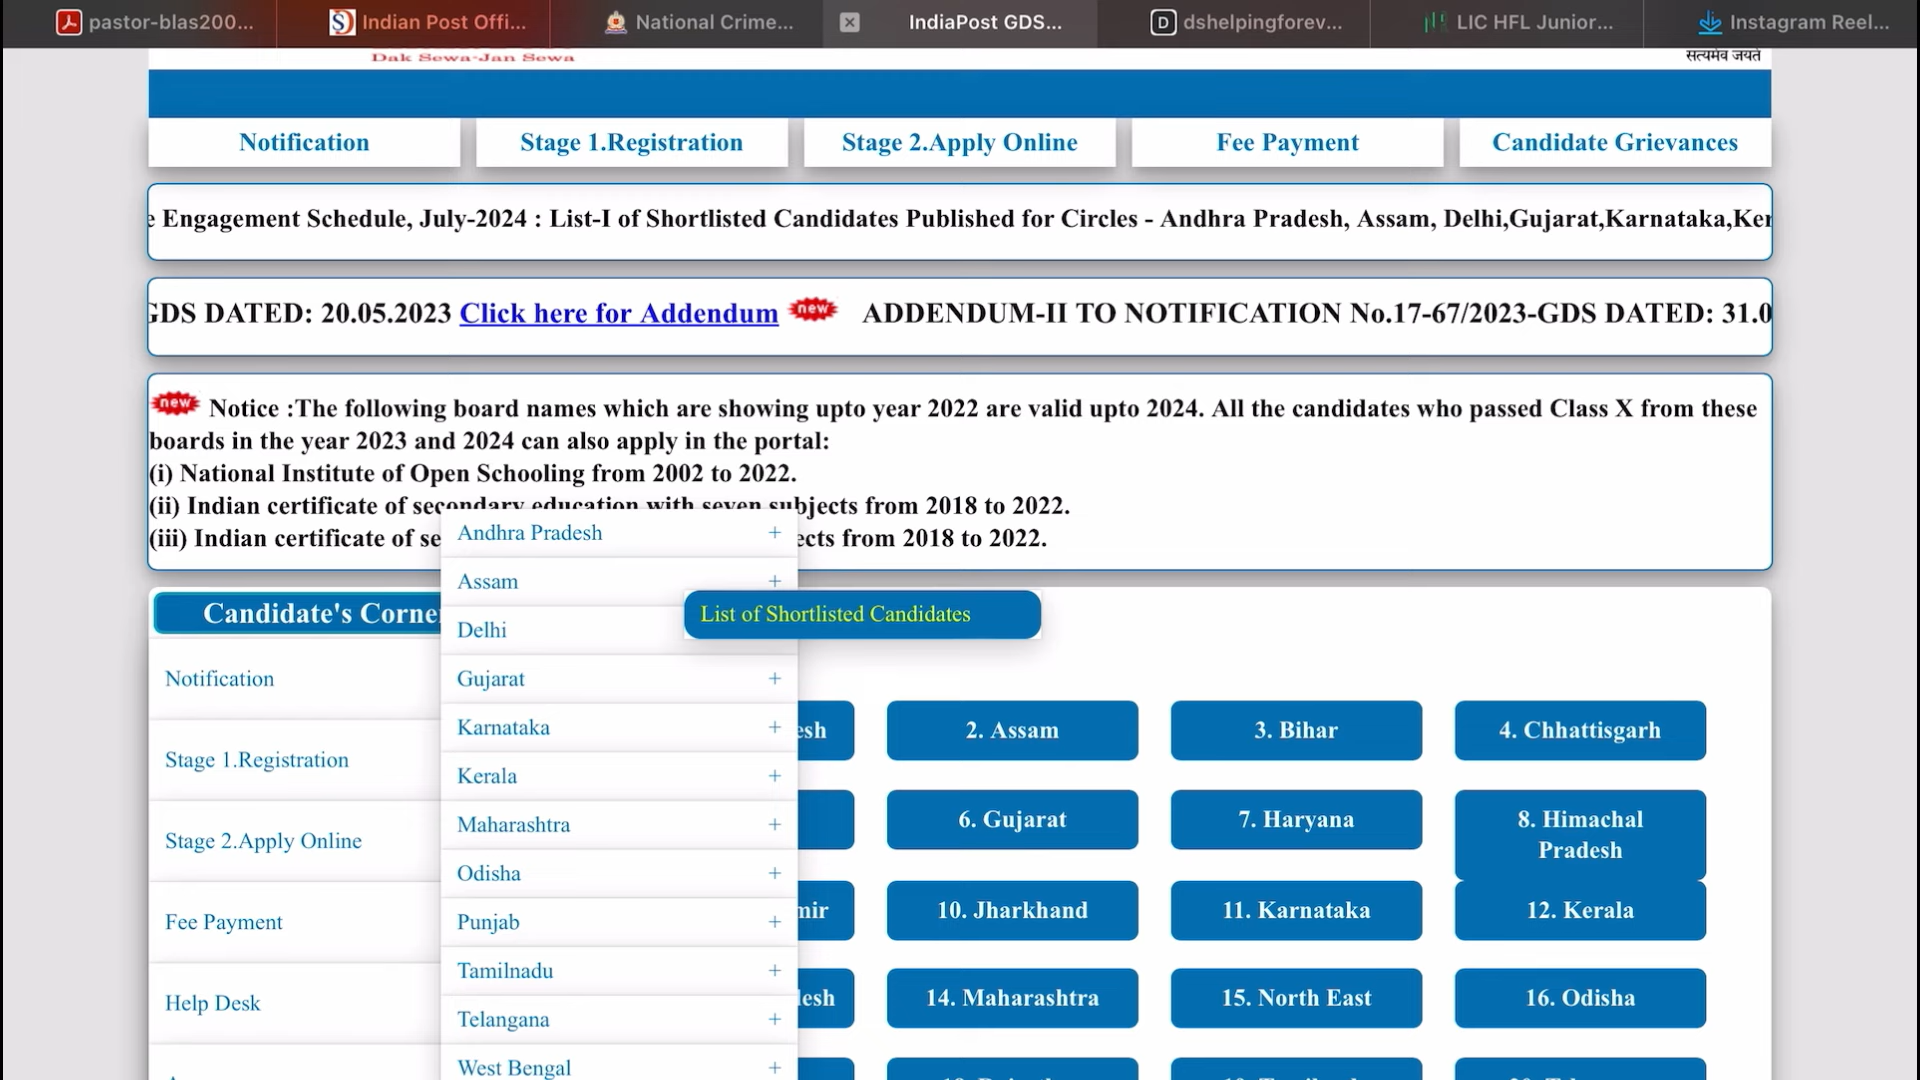 pastor-blas200...
Indian Post Offi...
National Crime...
IndiaPost GDS...
dshelpingforev...
LIC HFL Junior...
Instagram Reel...
Dak Sewa-Jan Sewa
सत्यमेव जयते
Notification
Stage 1.Registration
Stage 2.Apply Online
Fee Payment
Candidate Grievances
e Engagement Schedule, July-2024 : List-I of Shortlisted Candidates Published for Circles - Andhra Pradesh, Assam, Delhi,Gujarat,Karnataka,Ker
GDS DATED: 20.05.2023 Click here for Addendum new ADDENDUM-II TO NOTIFICATION No.17-67/2023-GDS DATED: 31.0
new Notice :The following board names which are showing upto year 2022 are valid upto 2024. All the candidates who passed Class X from these
boards in the year 2023 and 2024 can also apply in the portal:
(i) National Institute of Open Schooling from 2002 to 2022.
(ii) Indian certificate of secondary education with seven subjects from 2018 to 2022.
(iii) Indian certificate of se
ects from 2018 to 2022.
Candidate's Corner
Notification
Stage 1.Registration
Stage 2.Apply Online
Fee Payment
Help Desk
Andhra Pradesh +
Assam +
Delhi
Gujarat +
Karnataka +
Kerala +
Maharashtra +
Odisha +
Punjab +
Tamilnadu +
Telangana +
West Bengal +
List of Shortlisted Candidates
esh
2. Assam
3. Bihar
4. Chhattisgarh
6. Gujarat
7. Haryana
8. Himachal
Pradesh
mir
10. Jharkhand
11. Karnataka
12. Kerala
lesh
14. Maharashtra
15. North East
16. Odisha